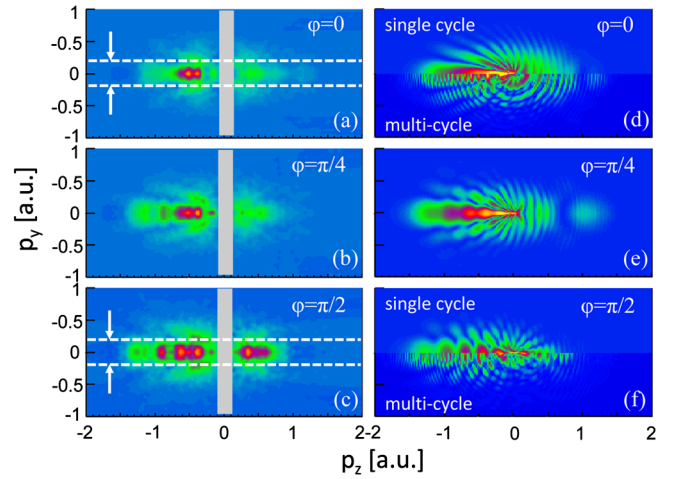 -1
-0.5
0
0.5
1
φ=0
(a)
single cycle
φ=0
multi-cycle
(d)
-1
-0.5
0
0.5
1
φ=π/4
(b)
φ=π/4
(e)
p_y [a.u.]
-1
-0.5
0
0.5
1
φ=π/2
(c)
single cycle
φ=π/2
multi-cycle
(f)
-2 -1 0 1 2 -2 -1 0 1 2
p_z [a.u.]